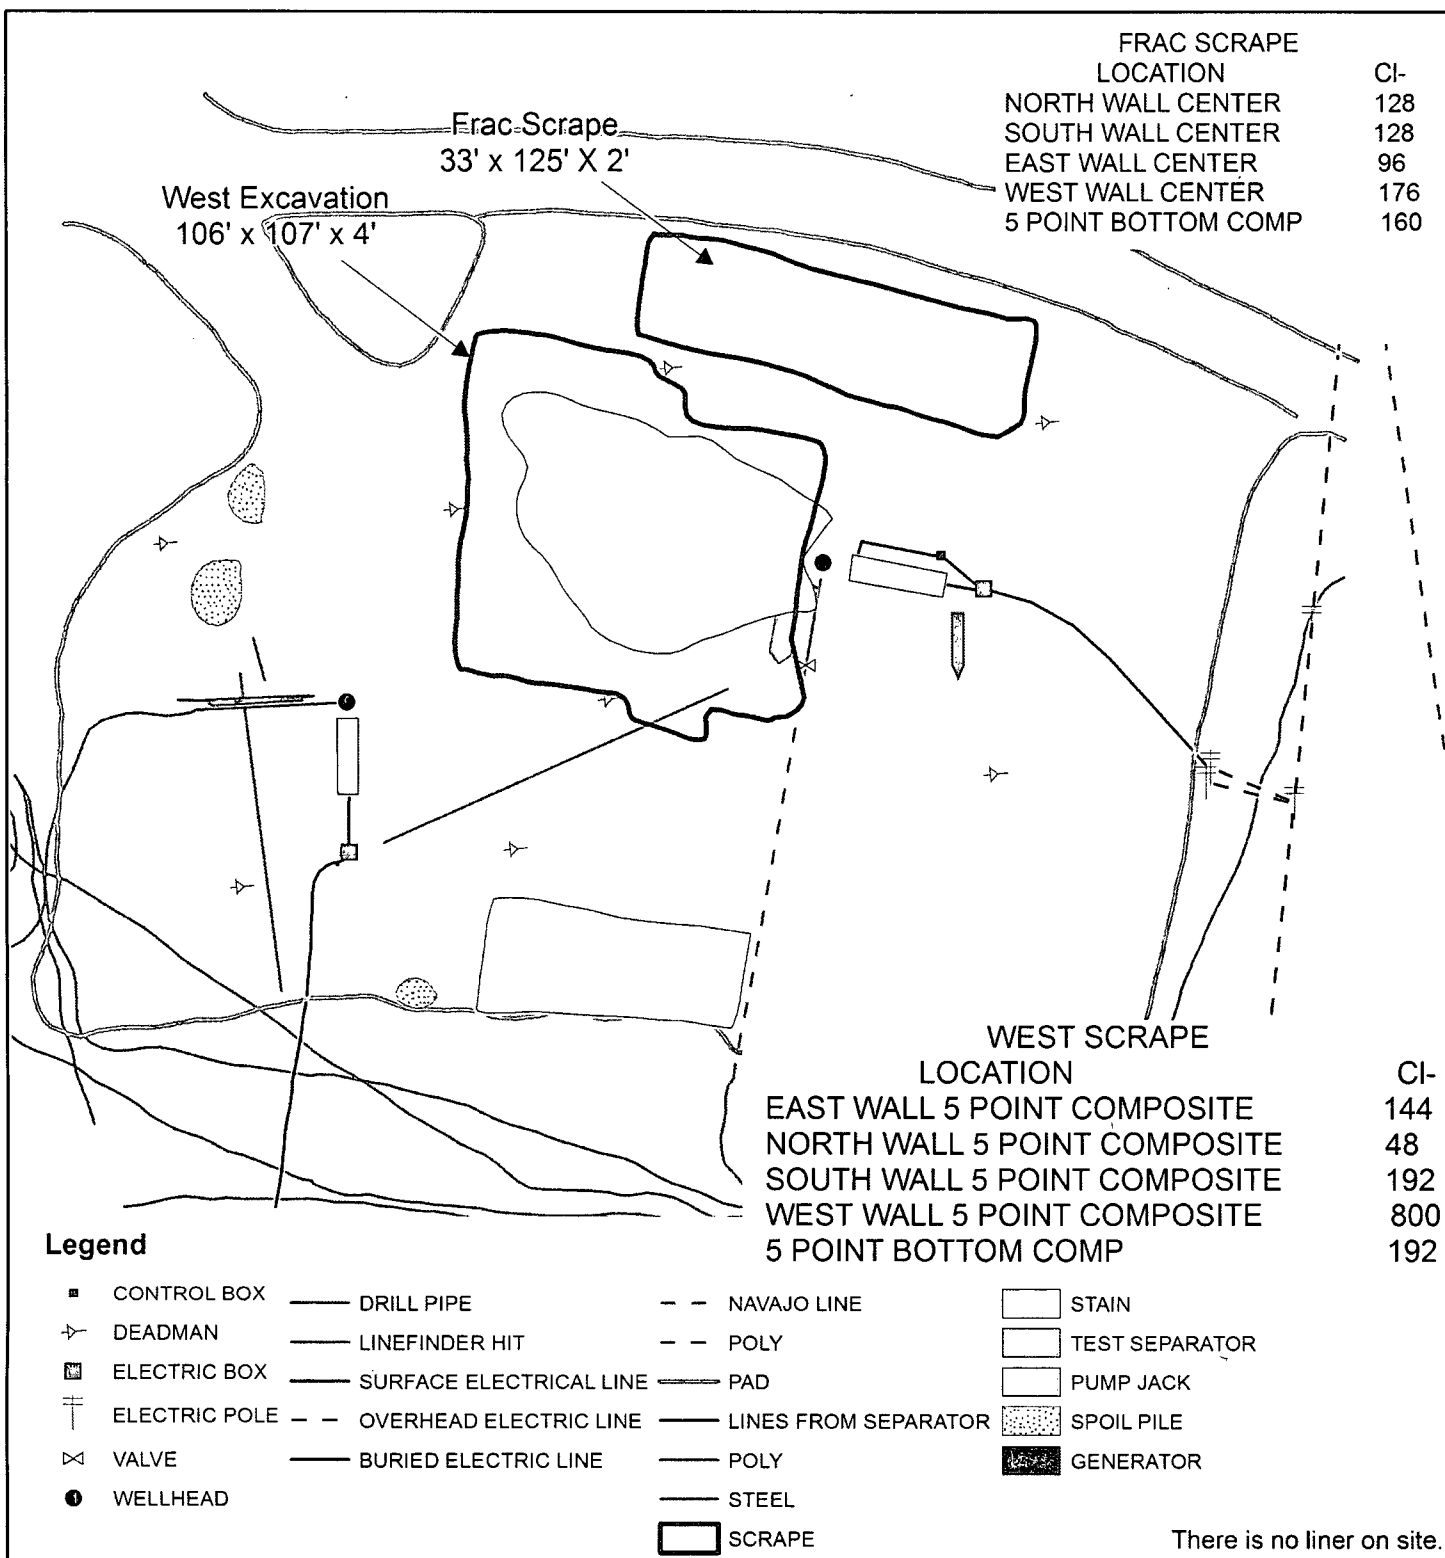 FRAC SCRAPE
LOCATION Cl-
NORTH WALL CENTER 128
SOUTH WALL CENTER 128
EAST WALL CENTER 96
WEST WALL CENTER 176
5 POINT BOTTOM COMP 160
Frac Scrape
33' x 125' X 2'
West Excavation
106' x 107' x 4'
WEST SCRAPE
LOCATION Cl-
EAST WALL 5 POINT COMPOSITE 144
NORTH WALL 5 POINT COMPOSITE 48
SOUTH WALL 5 POINT COMPOSITE 192
WEST WALL 5 POINT COMPOSITE 800
5 POINT BOTTOM COMP 192
Legend
CONTROL BOX
DEADMAN
ELECTRIC BOX
ELECTRIC POLE
VALVE
WELLHEAD
DRILL PIPE
LINEFINDER HIT
SURFACE ELECTRICAL LINE
OVERHEAD ELECTRIC LINE
BURIED ELECTRIC LINE
NAVAJO LINE
POLY
PAD
LINES FROM SEPARATOR
POLY
STEEL
SCRAPE
STAIN
TEST SEPARATOR
PUMP JACK
SPOIL PILE
GENERATOR
There is no liner on site.